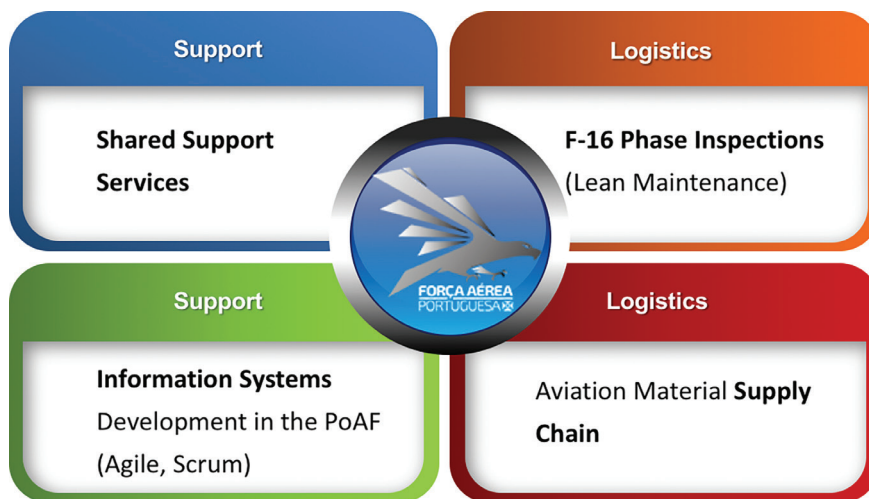 Support
Shared Support
Services
Logistics
F-16 Phase Inspections
(Lean Maintenance)
FORÇA AÉREA
PORTUGUESA
Support
Information Systems
Development in the PoAF
(Agile, Scrum)
Logistics
Aviation Material Supply
Chain